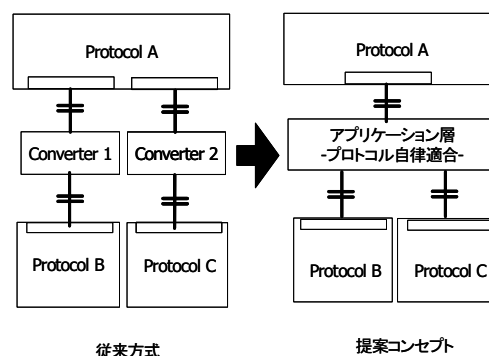 Protocol A
Converter 1
Converter 2
Protocol B
Protocol C
従来方式
Protocol A
アプリケーション層
-プロトコル自律適合-
Protocol B
Protocol C
提案コンセプト